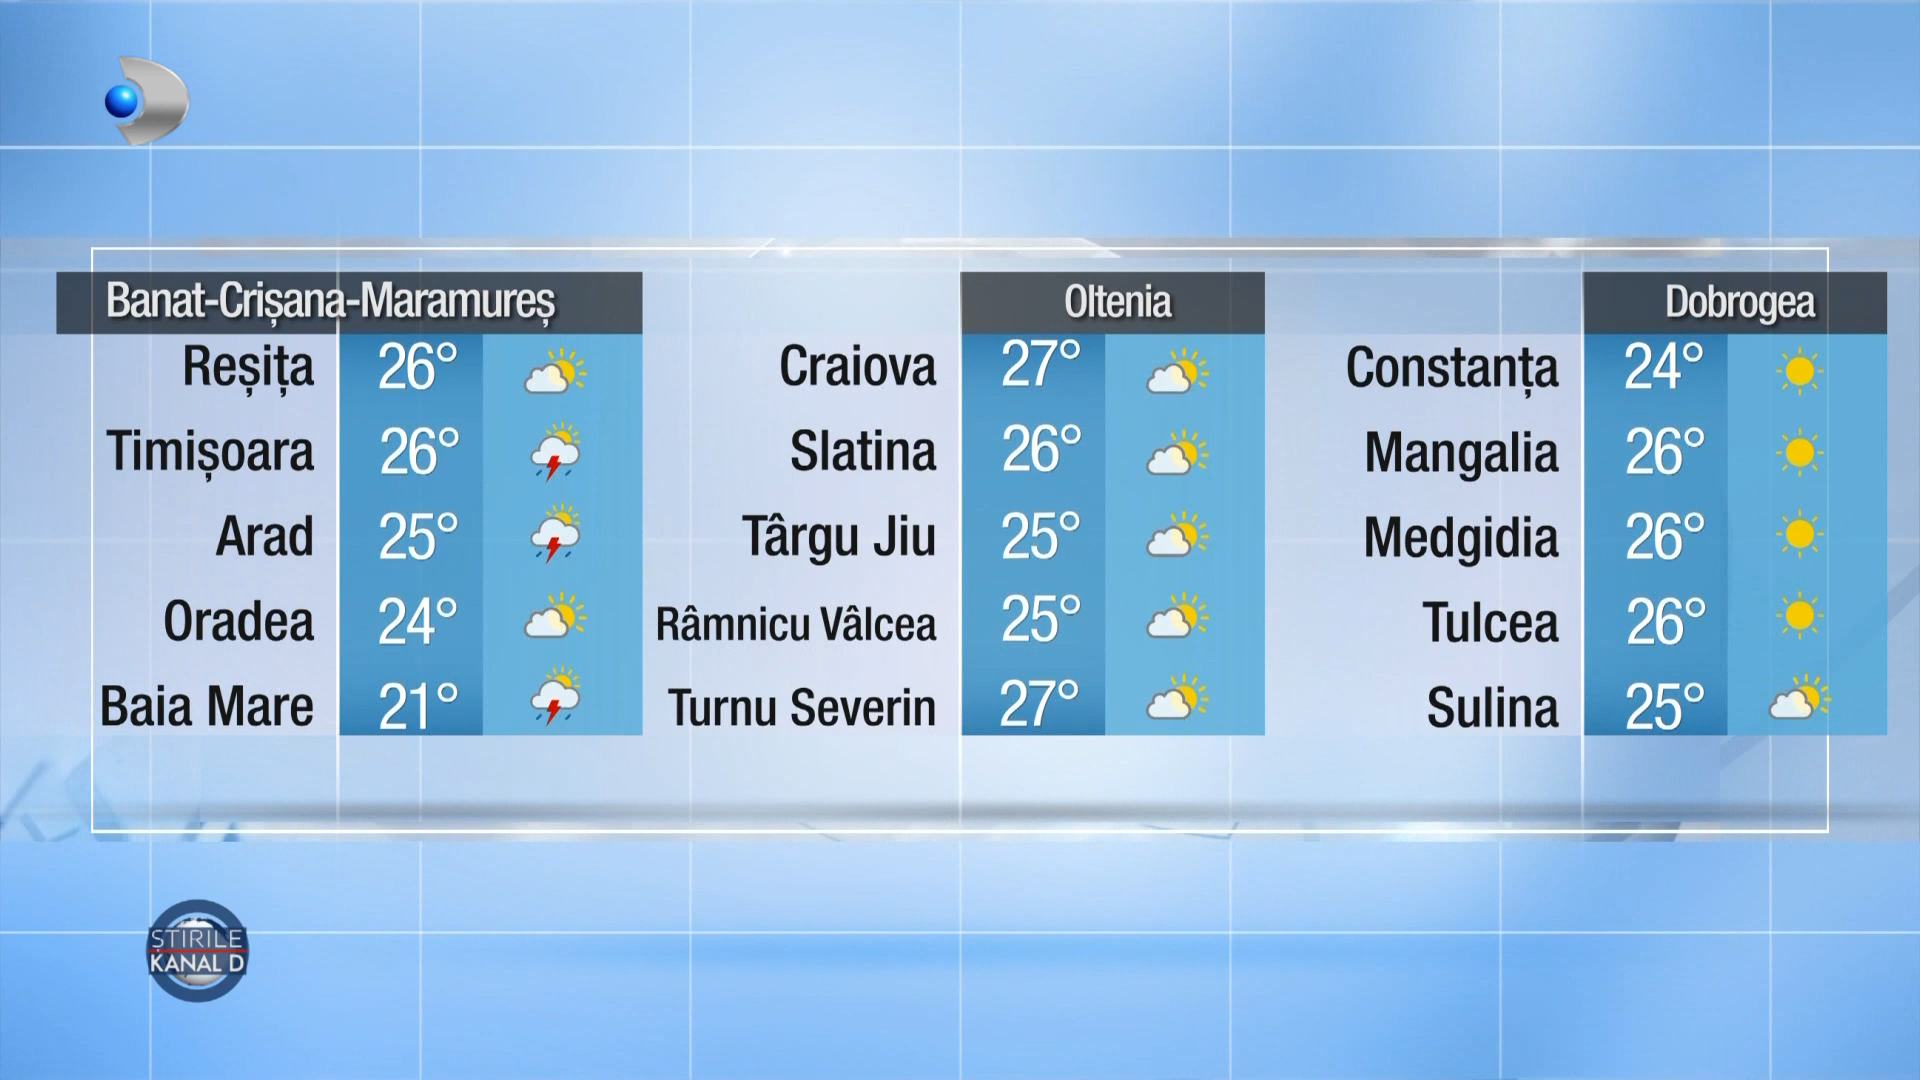 Banat-Crișana-Maramureș
Reșița 26°
Timișoara 26°
Arad 25°
Oradea 24°
Baia Mare 21°
Oltenia
Craiova 27°
Slatina 26°
Târgu Jiu 25°
Râmnicu Vâlcea 25°
Turnu Severin 27°
Dobrogea
Constanța 24°
Mangalia 26°
Medgidia 26°
Tulcea 26°
Sulina 25°
ȘTIRILE
KANAL D